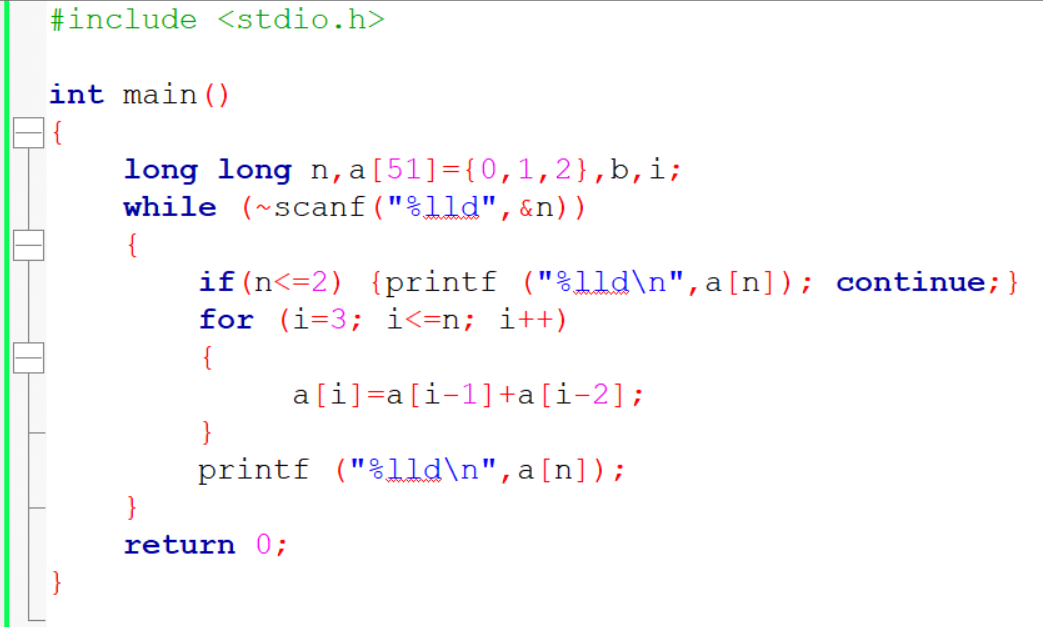 #include <stdio.h>
int main()
{
long long n,a[51]={0,1,2},b,i;
while (~scanf("%lld",&n))
{
if(n<=2) {printf ("%lld\n",a[n]); continue;}
for (i=3; i<=n; i++)
{
a[i]=a[i-1]+a[i-2];
}
printf ("%lld\n",a[n]);
}
return 0;
}